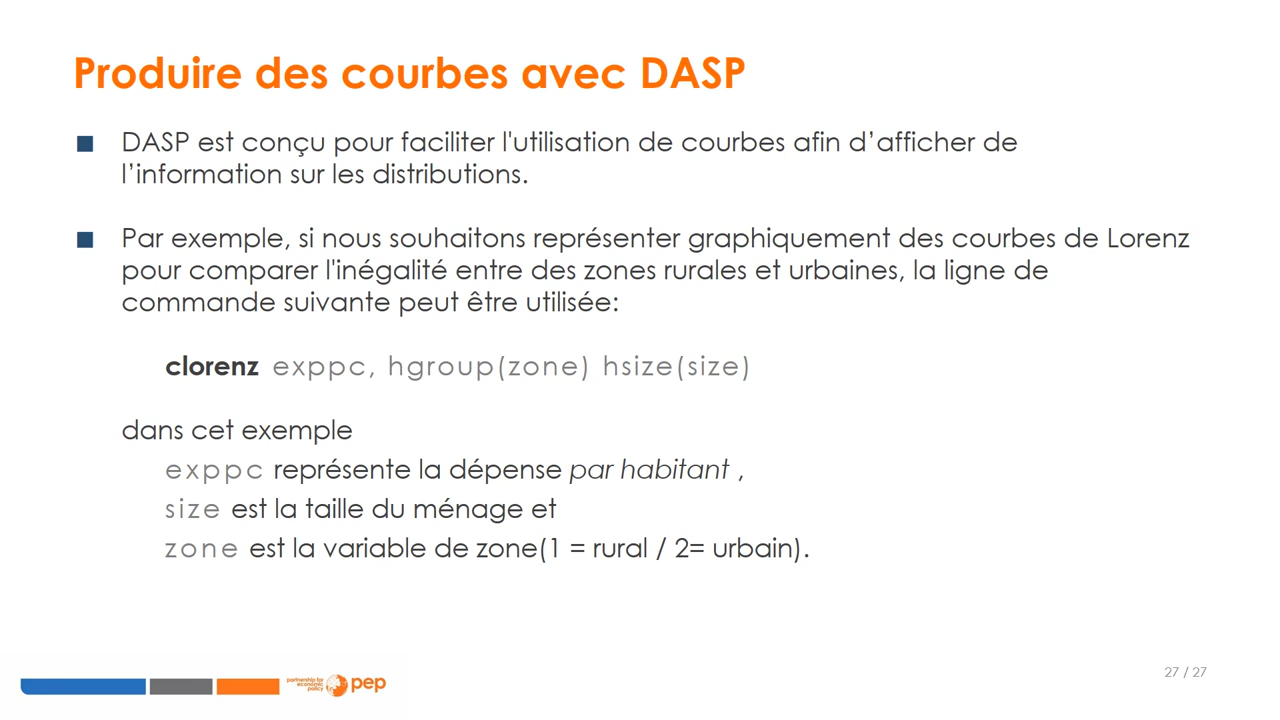 Produire des courbes avec DASP
DASP est conçu pour faciliter l'utilisation de courbes afin d’afficher de
l’information sur les distributions.
Par exemple, si nous souhaitons représenter graphiquement des courbes de Lorenz
pour comparer l'inégalité entre des zones rurales et urbaines, la ligne de
commande suivante peut être utilisée:
clorenz exppc, hgroup(zone) hsize(size)
dans cet exemple
exppc représente la dépense par habitant ,
size est la taille du ménage et
zone est la variable de zone(1 = rural / 2= urbain).
partnership for
economic
policy
pep
27 / 27